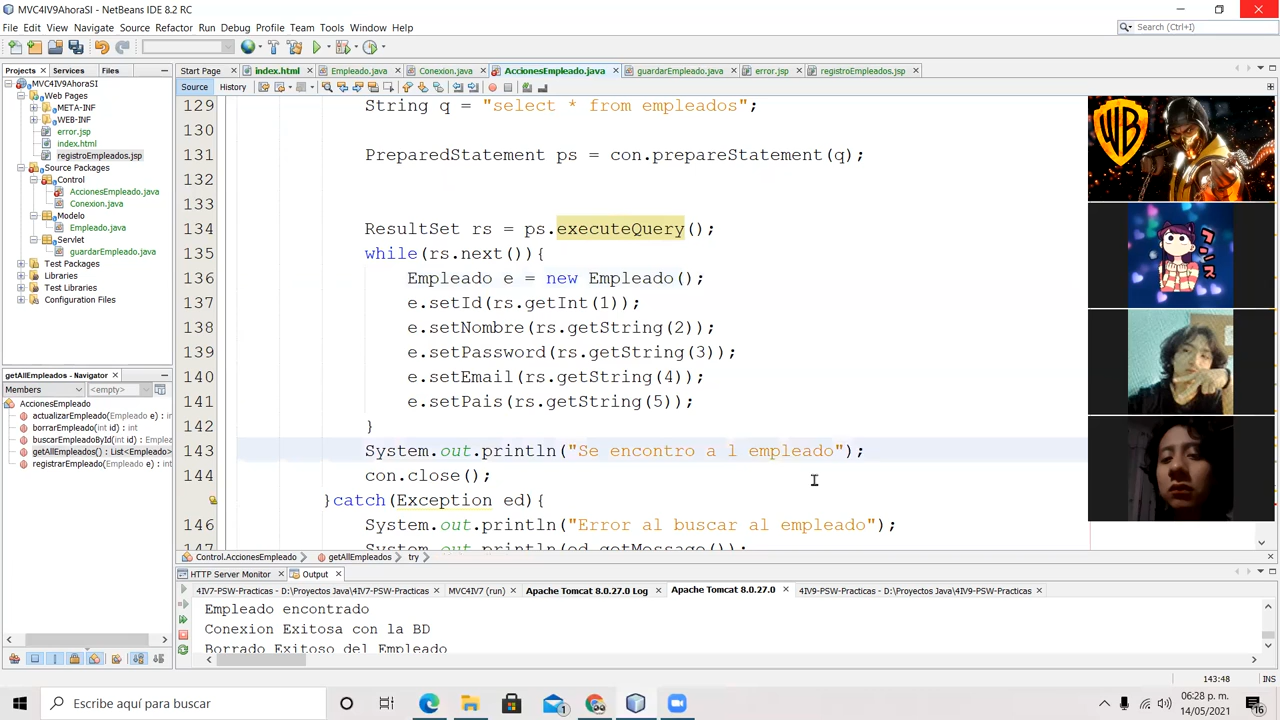 MVC4IV9AhoraSI - NetBeans IDE 8.2 RC
File Edit View Navigate Source Refactor Run Debug Profile Team Tools Window Help
Search (Ctrl+I)
Projects Services Files
Start Page index.html Empleado.java Conexion.java AccionesEmpleado.java guardarEmpleado.java error.jsp registroEmpleados.jsp
Source History
MVC4IV9AhoraSI
Web Pages
META-INF
WEB-INF
error.jsp
index.html
registroEmpleados.jsp
Source Packages
Control
AccionesEmpleado.java
Conexion.java
Modelo
Empleado.java
Servlet
guardarEmpleado.java
Test Packages
Libraries
Test Libraries
Configuration Files
getAllEmpleados - Navigator
Members <empty>
AccionesEmpleado
actualizarEmpleado(Empleado e) : int
borrarEmpleado(int id) : int
buscarEmpleadoById(int id) : Emplead
getAllEmpleados() : List<Empleado>
registrarEmpleado(Empleado e) : int
129 String q = "select * from empleados";
130
131 PreparedStatement ps = con.prepareStatement(q);
132
133
134 ResultSet rs = ps.executeQuery();
135 while(rs.next()){
136 Empleado e = new Empleado();
137 e.setId(rs.getInt(1));
138 e.setNombre(rs.getString(2));
139 e.setPassword(rs.getString(3));
140 e.setEmail(rs.getString(4));
141 e.setPais(rs.getString(5));
142 }
143 System.out.println("Se encontro a l empleado");
144 con.close();
}catch(Exception ed){
146 System.out.println("Error al buscar al empleado");
147 System.out.println(ed.getMessage());
Control.AccionesEmpleado getAllEmpleados try
HTTP Server Monitor Output
4IV7-PSW-Practicas - D:\Proyectos Java\4IV7-PSW-Practicas MVC4IV7 (run) Apache Tomcat 8.0.27.0 Log Apache Tomcat 8.0.27.0 4IV9-PSW-Practicas - D:\Proyectos Java\4IV9-PSW-Practicas
Empleado encontrado
Conexion Exitosa con la BD
Borrado Exitoso del Empleado
143:48 INS
WB
Escribe aquí para buscar
1
06:28 p. m.
14/05/2021
16